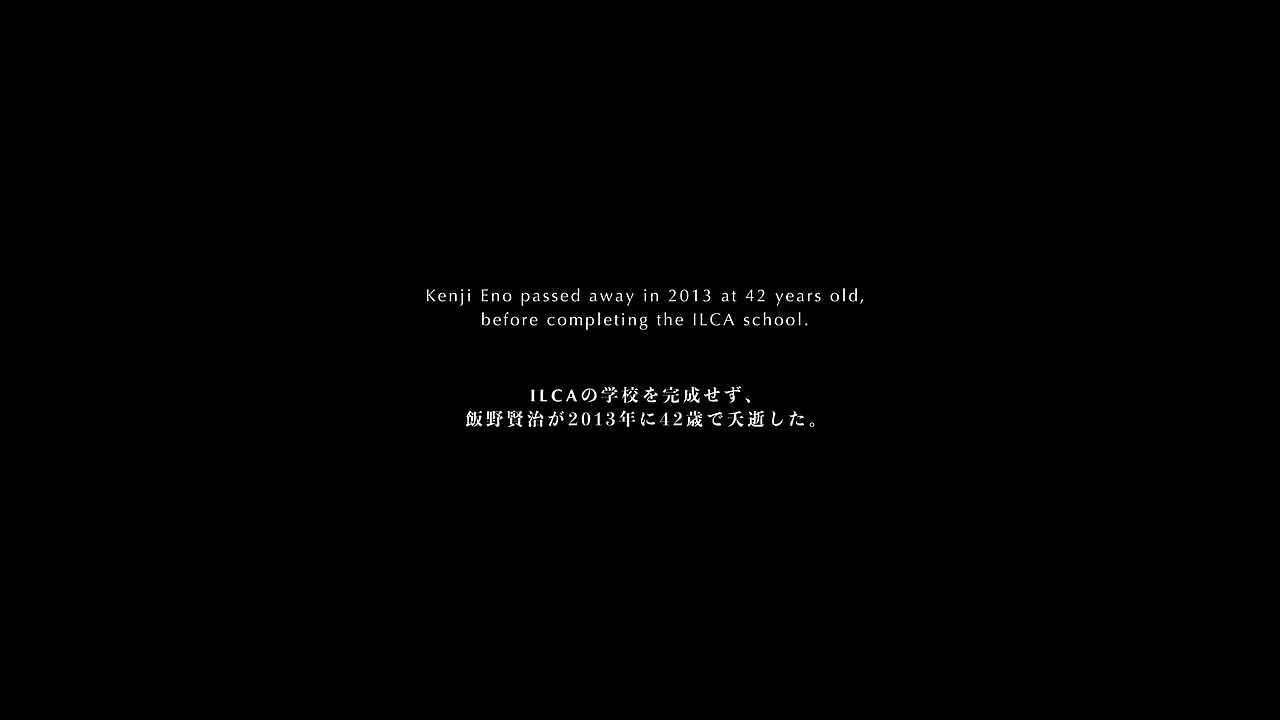 Kenji Eno passed away in 2013 at 42 years old,
before completing the ILCA school.
ILCAの学校を完成せず、
飯野賢治が2013年に42歳で夭逝した。